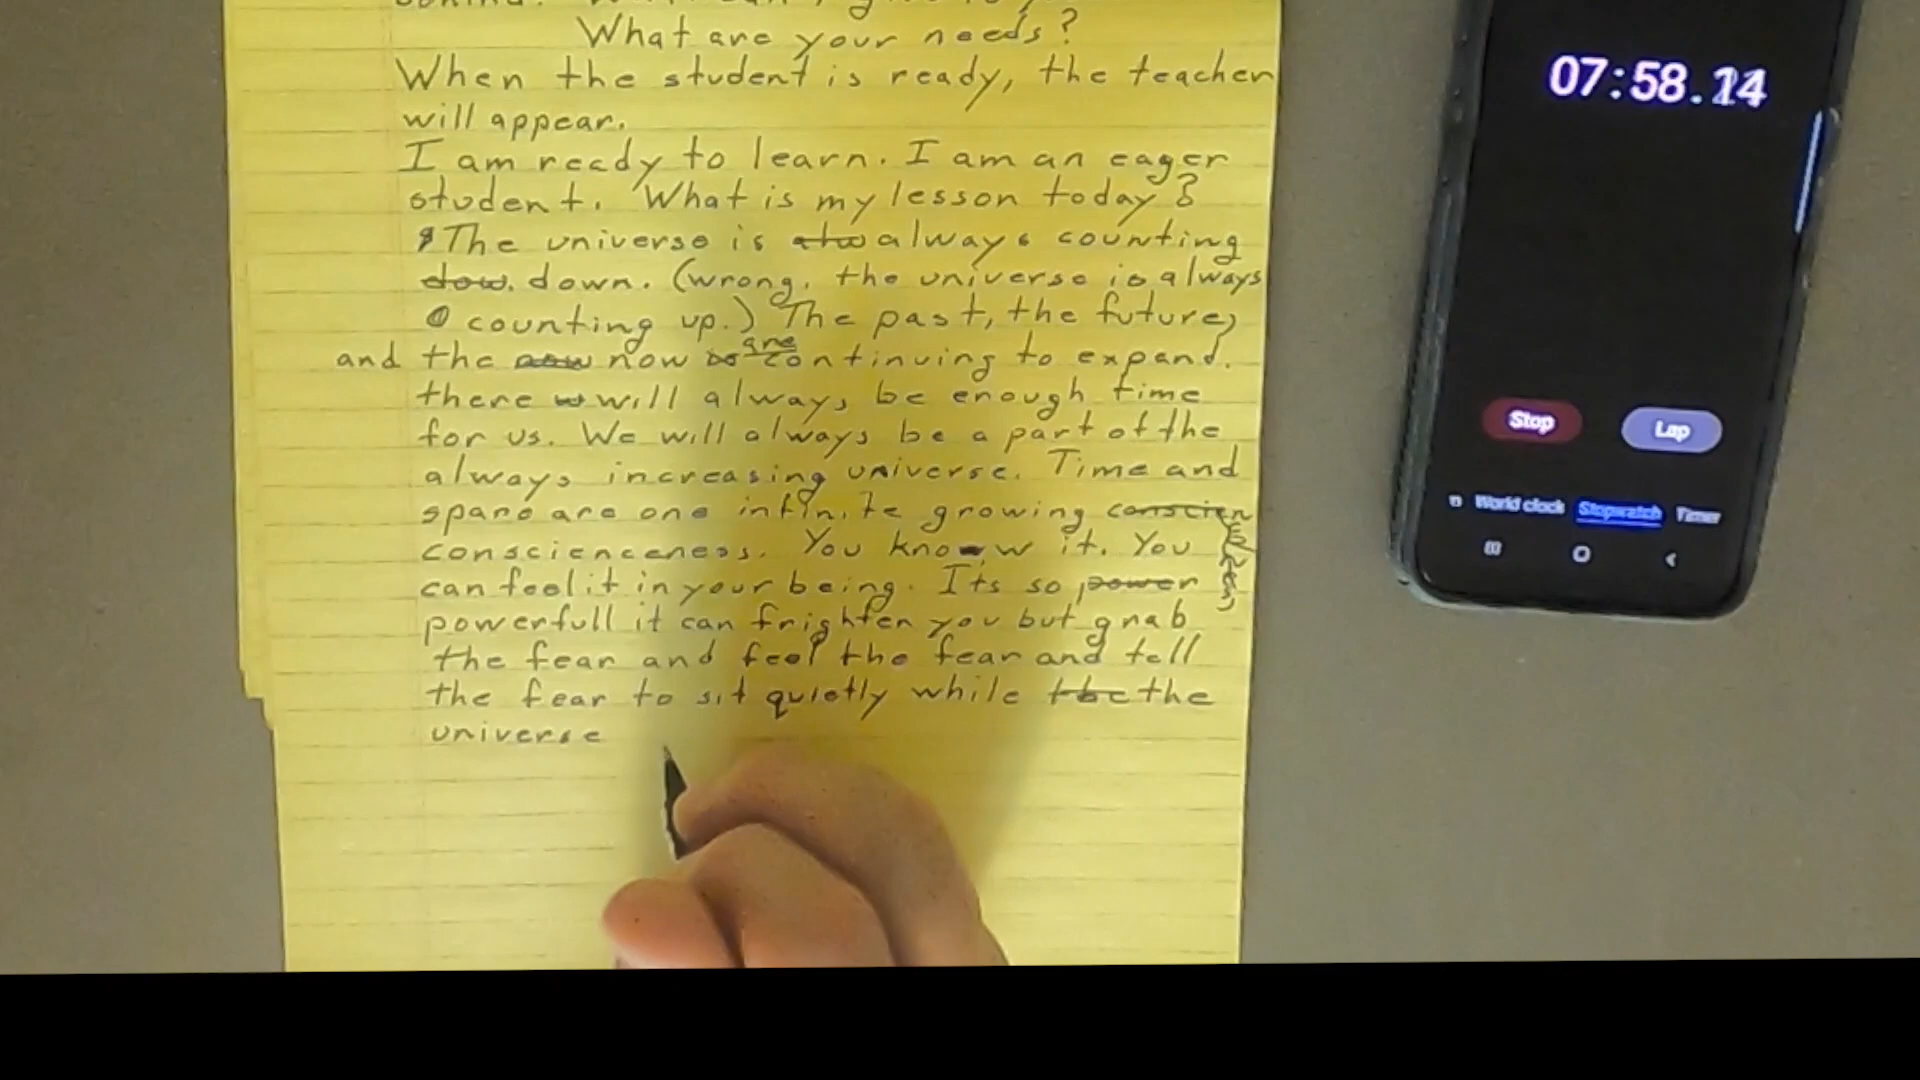 What are your needs?
When the student is ready, the teacher
will appear.
I am ready to learn. I am an eager
student. What is my lesson today?
The universe is always counting
dow. down. (wrong. the universe is always
counting up.) The past, the future,
and the now now is are continuing to expand.
there w will always be enough time
for us. We will always be a part of the
always increasing universe. Time and
space are one infinite growing conscien
conscienceness. You know it. You
can feel it in your being. Its so power
powerfull it can frighten you but grab
the fear and feel the fear and tell
the fear to sit quietly while the the
universe
07:58.14
Stop
Lap
World clock
Stopwatch
Timer